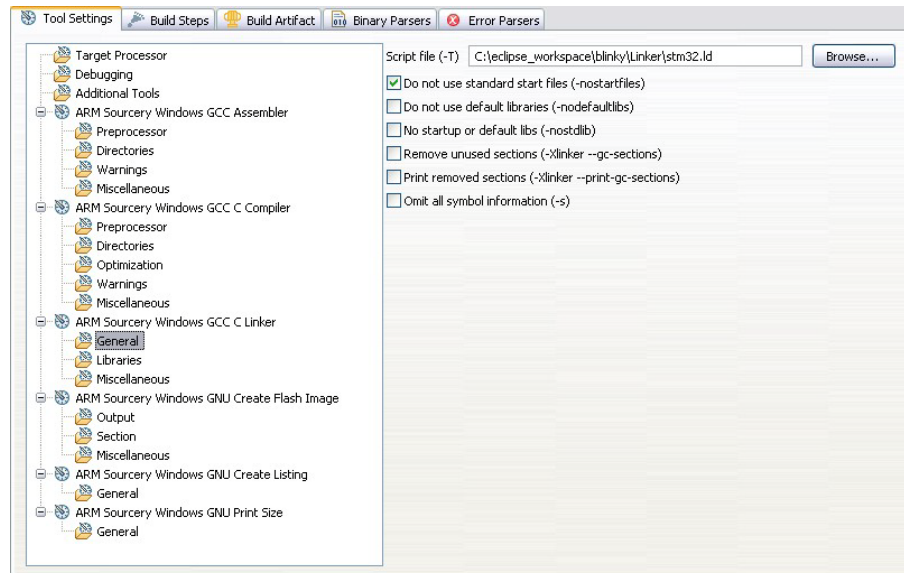 Tool Settings Build Steps Build Artifact Binary Parsers Error Parsers
Target Processor
Debugging
Additional Tools
ARM Sourcery Windows GCC Assembler
Preprocessor
Directories
Warnings
Miscellaneous
ARM Sourcery Windows GCC C Compiler
Preprocessor
Directories
Optimization
Warnings
Miscellaneous
ARM Sourcery Windows GCC C Linker
General
Libraries
Miscellaneous
ARM Sourcery Windows GNU Create Flash Image
Output
Section
Miscellaneous
ARM Sourcery Windows GNU Create Listing
General
ARM Sourcery Windows GNU Print Size
General
Script file (-T) C:\eclipse_workspace\blinky\Linker\stm32.ld Browse...
Do not use standard start files (-nostartfiles)
Do not use default libraries (-nodefaultlibs)
No startup or default libs (-nostdlib)
Remove unused sections (-Xlinker --gc-sections)
Print removed sections (-Xlinker --print-gc-sections)
Omit all symbol information (-s)